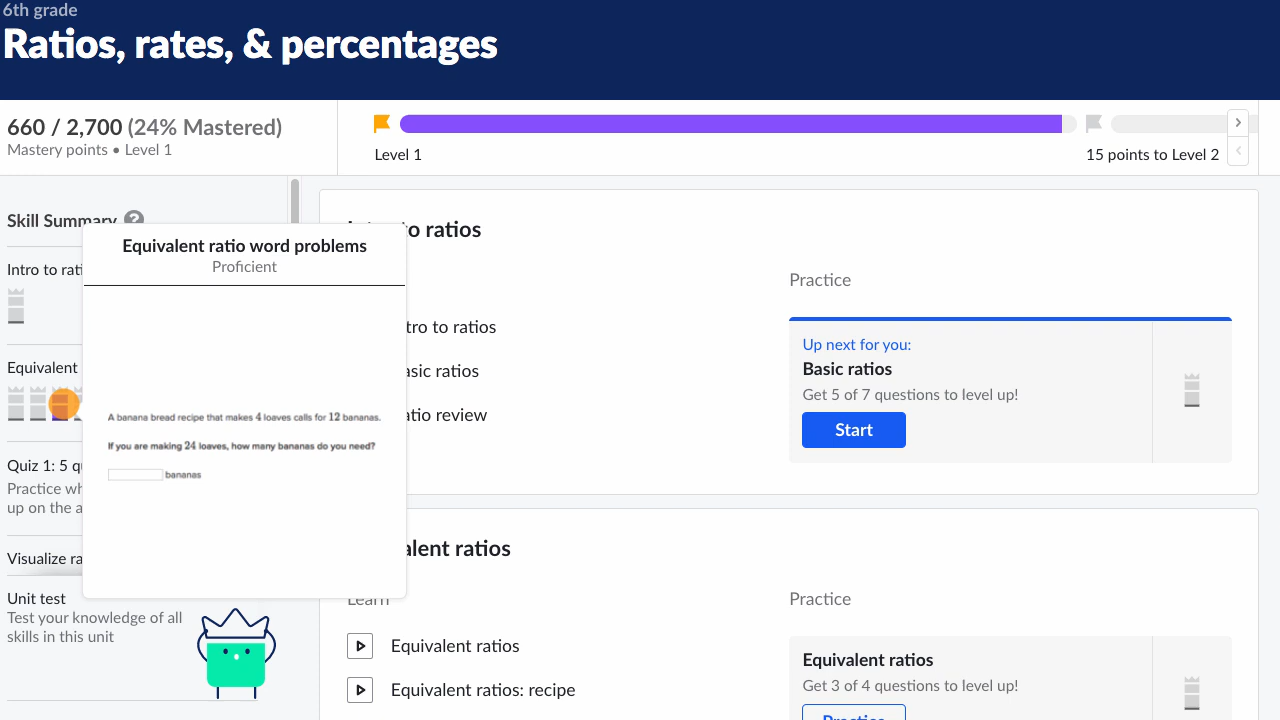 6th grade
Ratios, rates, & percentages
660 / 2,700 (24% Mastered)
Mastery points • Level 1
Level 1
15 points to Level 2
Skill Summary ?
Intro to rati
Equivalent
Quiz 1: 5 q
Practice wh
up on the a
Visualize ra
Unit test
Test your knowledge of all
skills in this unit
Equivalent ratio word problems
Proficient
A banana bread recipe that makes 4 loaves calls for 12 bananas.
If you are making 24 loaves, how many bananas do you need?
bananas
to ratios
tro to ratios
asic ratios
atio review
Practice
Up next for you:
Basic ratios
Get 5 of 7 questions to level up!
Start
alent ratios
Learn
Equivalent ratios
Equivalent ratios: recipe
Practice
Equivalent ratios
Get 3 of 4 questions to level up!
Practice